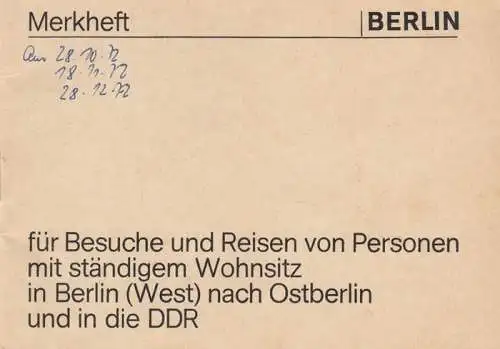 Merkheft |BERLIN
am 28.10.72
18.11.72
28.12.72
für Besuche und Reisen von Personen
mit ständigem Wohnsitz
in Berlin (West) nach Ostberlin
und in die DDR